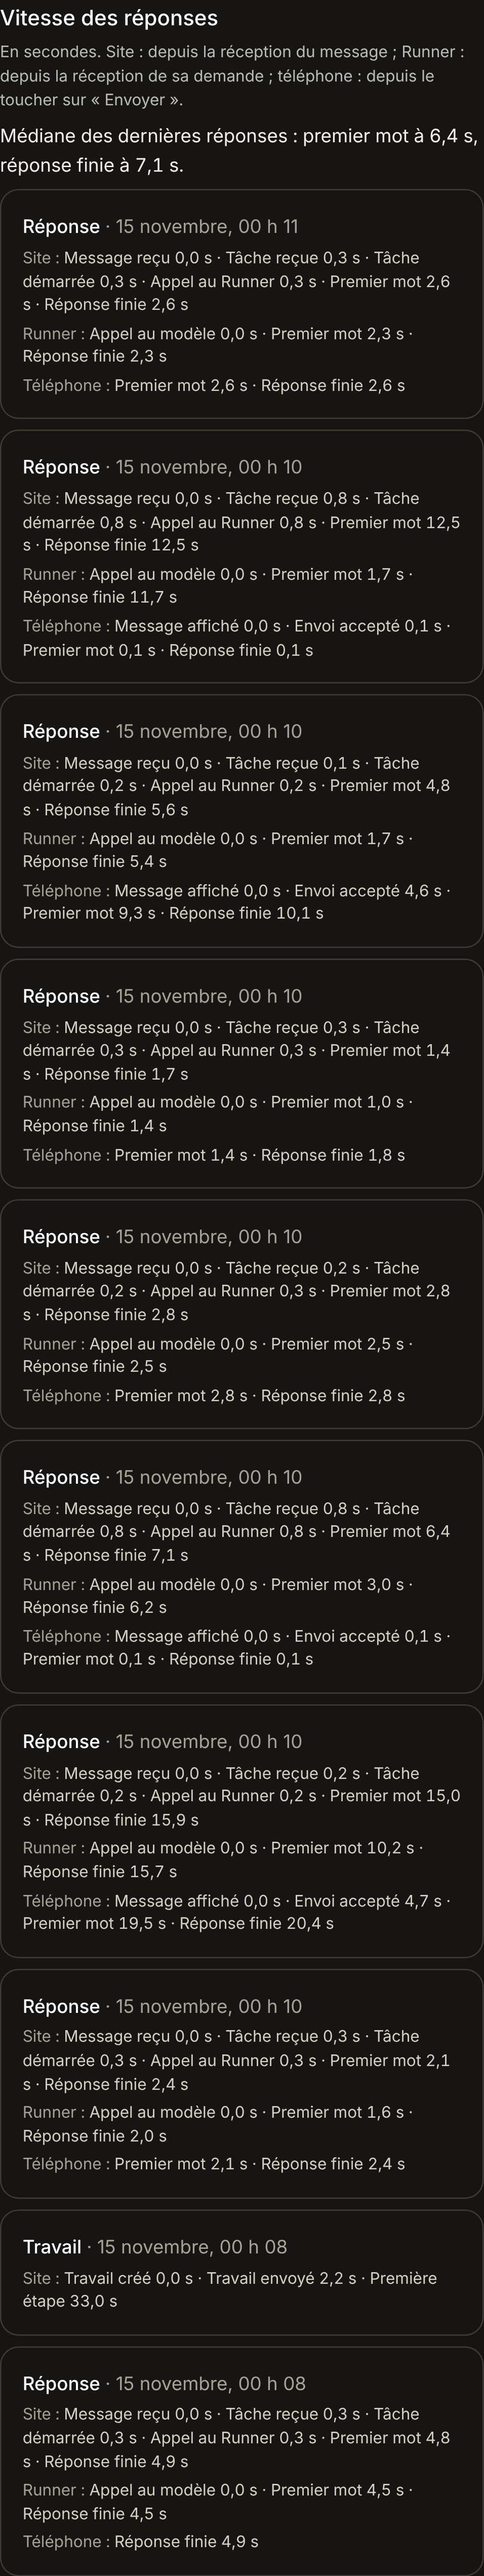 Vitesse des réponses
En secondes. Site : depuis la réception du message ; Runner :
depuis la réception de sa demande ; téléphone : depuis le
toucher sur « Envoyer ».
Médiane des dernières réponses : premier mot à 6,4 s,
réponse finie à 7,1 s.
Réponse · 15 novembre, 00 h 11
Site : Message reçu 0,0 s · Tâche reçue 0,3 s · Tâche
démarrée 0,3 s · Appel au Runner 0,3 s · Premier mot 2,6
s · Réponse finie 2,6 s
Runner : Appel au modèle 0,0 s · Premier mot 2,3 s ·
Réponse finie 2,3 s
Téléphone : Premier mot 2,6 s · Réponse finie 2,6 s
Réponse · 15 novembre, 00 h 10
Site : Message reçu 0,0 s · Tâche reçue 0,8 s · Tâche
démarrée 0,8 s · Appel au Runner 0,8 s · Premier mot 12,5
s · Réponse finie 12,5 s
Runner : Appel au modèle 0,0 s · Premier mot 1,7 s ·
Réponse finie 11,7 s
Téléphone : Message affiché 0,0 s · Envoi accepté 0,1 s ·
Premier mot 0,1 s · Réponse finie 0,1 s
Réponse · 15 novembre, 00 h 10
Site : Message reçu 0,0 s · Tâche reçue 0,1 s · Tâche
démarrée 0,2 s · Appel au Runner 0,2 s · Premier mot 4,8
s · Réponse finie 5,6 s
Runner : Appel au modèle 0,0 s · Premier mot 1,7 s ·
Réponse finie 5,4 s
Téléphone : Message affiché 0,0 s · Envoi accepté 4,6 s ·
Premier mot 9,3 s · Réponse finie 10,1 s
Réponse · 15 novembre, 00 h 10
Site : Message reçu 0,0 s · Tâche reçue 0,3 s · Tâche
démarrée 0,3 s · Appel au Runner 0,3 s · Premier mot 1,4
s · Réponse finie 1,7 s
Runner : Appel au modèle 0,0 s · Premier mot 1,0 s ·
Réponse finie 1,4 s
Téléphone : Premier mot 1,4 s · Réponse finie 1,8 s
Réponse · 15 novembre, 00 h 10
Site : Message reçu 0,0 s · Tâche reçue 0,2 s · Tâche
démarrée 0,2 s · Appel au Runner 0,3 s · Premier mot 2,8
s · Réponse finie 2,8 s
Runner : Appel au modèle 0,0 s · Premier mot 2,5 s ·
Réponse finie 2,5 s
Téléphone : Premier mot 2,8 s · Réponse finie 2,8 s
Réponse · 15 novembre, 00 h 10
Site : Message reçu 0,0 s · Tâche reçue 0,8 s · Tâche
démarrée 0,8 s · Appel au Runner 0,8 s · Premier mot 6,4
s · Réponse finie 7,1 s
Runner : Appel au modèle 0,0 s · Premier mot 3,0 s ·
Réponse finie 6,2 s
Téléphone : Message affiché 0,0 s · Envoi accepté 0,1 s ·
Premier mot 0,1 s · Réponse finie 0,1 s
Réponse · 15 novembre, 00 h 10
Site : Message reçu 0,0 s · Tâche reçue 0,2 s · Tâche
démarrée 0,2 s · Appel au Runner 0,2 s · Premier mot 15,0
s · Réponse finie 15,9 s
Runner : Appel au modèle 0,0 s · Premier mot 10,2 s ·
Réponse finie 15,7 s
Téléphone : Message affiché 0,0 s · Envoi accepté 4,7 s ·
Premier mot 19,5 s · Réponse finie 20,4 s
Réponse · 15 novembre, 00 h 10
Site : Message reçu 0,0 s · Tâche reçue 0,3 s · Tâche
démarrée 0,3 s · Appel au Runner 0,3 s · Premier mot 2,1
s · Réponse finie 2,4 s
Runner : Appel au modèle 0,0 s · Premier mot 1,6 s ·
Réponse finie 2,0 s
Téléphone : Premier mot 2,1 s · Réponse finie 2,4 s
Travail · 15 novembre, 00 h 08
Site : Travail créé 0,0 s · Travail envoyé 2,2 s · Première
étape 33,0 s
Réponse · 15 novembre, 00 h 08
Site : Message reçu 0,0 s · Tâche reçue 0,3 s · Tâche
démarrée 0,3 s · Appel au Runner 0,3 s · Premier mot 4,8
s · Réponse finie 4,9 s
Runner : Appel au modèle 0,0 s · Premier mot 4,5 s ·
Réponse finie 4,5 s
Téléphone : Réponse finie 4,9 s